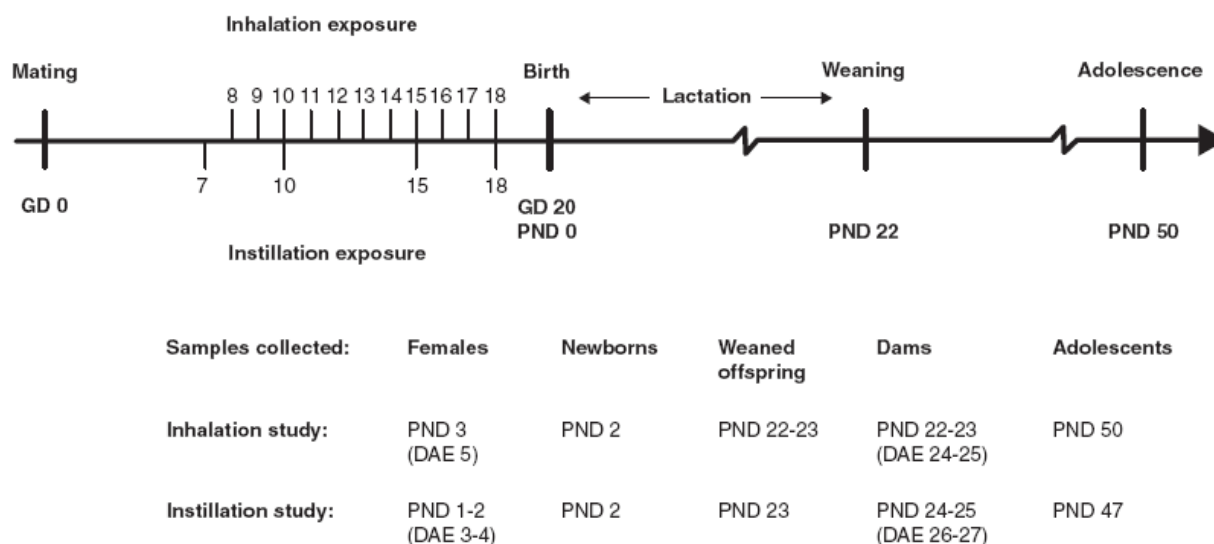 Inhalation exposure
Mating Birth Weaning Adolescence
8 9 10 11 12 13 14 15 16 17 18 Lactation
7 10 15 18
GD 0 GD 20
PND 0 PND 22 PND 50
Instillation exposure
Samples collected: Females Newborns Weaned offspring Dams Adolescents
Inhalation study: PND 3 PND 2 PND 22-23 PND 22-23 PND 50
(DAE 5) (DAE 24-25)
Instillation study: PND 1-2 PND 2 PND 23 PND 24-25 PND 47
(DAE 3-4) (DAE 26-27)